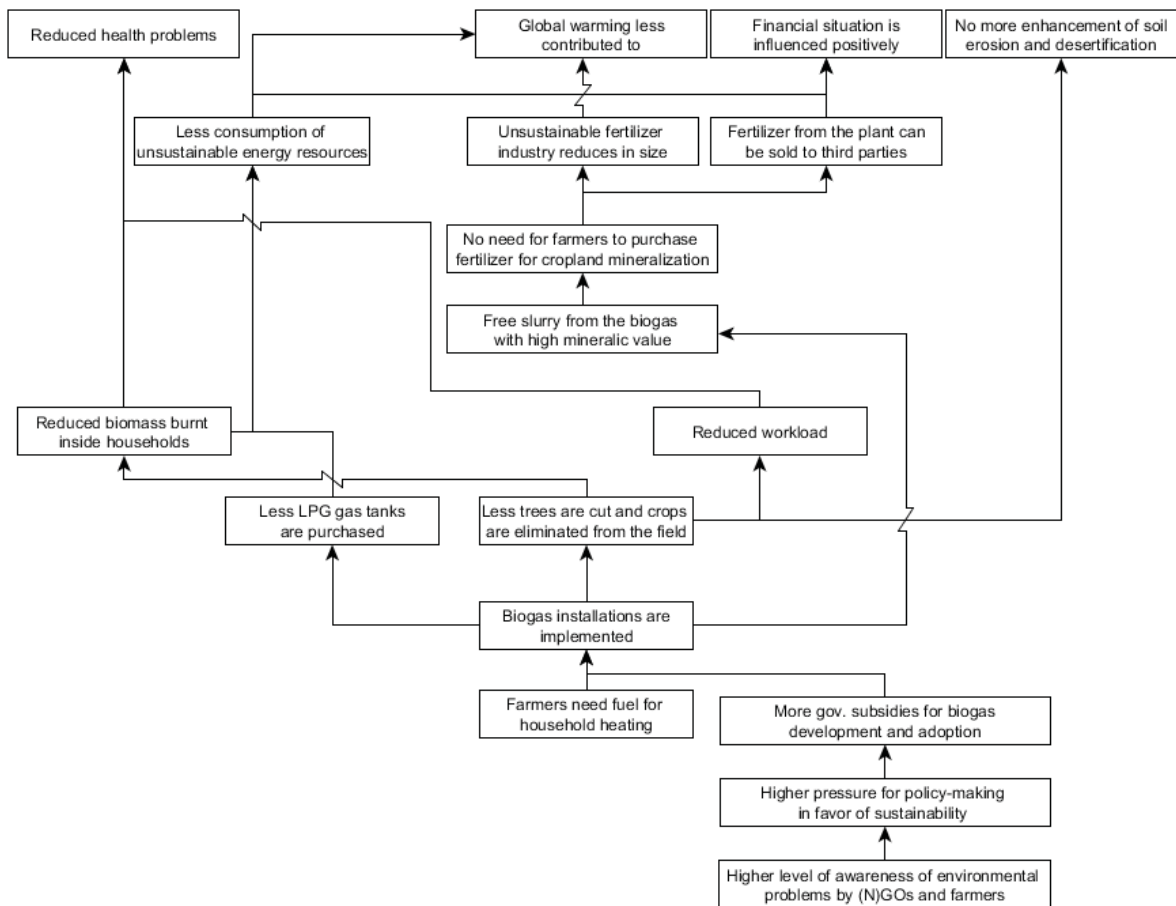 Reduced health problems
Global warming less
contributed to
Financial situation is
influenced positively
No more enhancement of soil
erosion and desertification
Less consumption of
unsustainable energy resources
Unsustainable fertilizer
industry reduces in size
Fertilizer from the plant can
be sold to third parties
No need for farmers to purchase
fertilizer for cropland mineralization
Free slurry from the biogas
with high mineralic value
Reduced biomass burnt
inside households
Reduced workload
Less LPG gas tanks
are purchased
Less trees are cut and crops
are eliminated from the field
Biogas installations are
implemented
Farmers need fuel for
household heating
More gov. subsidies for biogas
development and adoption
Higher pressure for policy-making
in favor of sustainability
Higher level of awareness of environmental
problems by (N)GOs and farmers